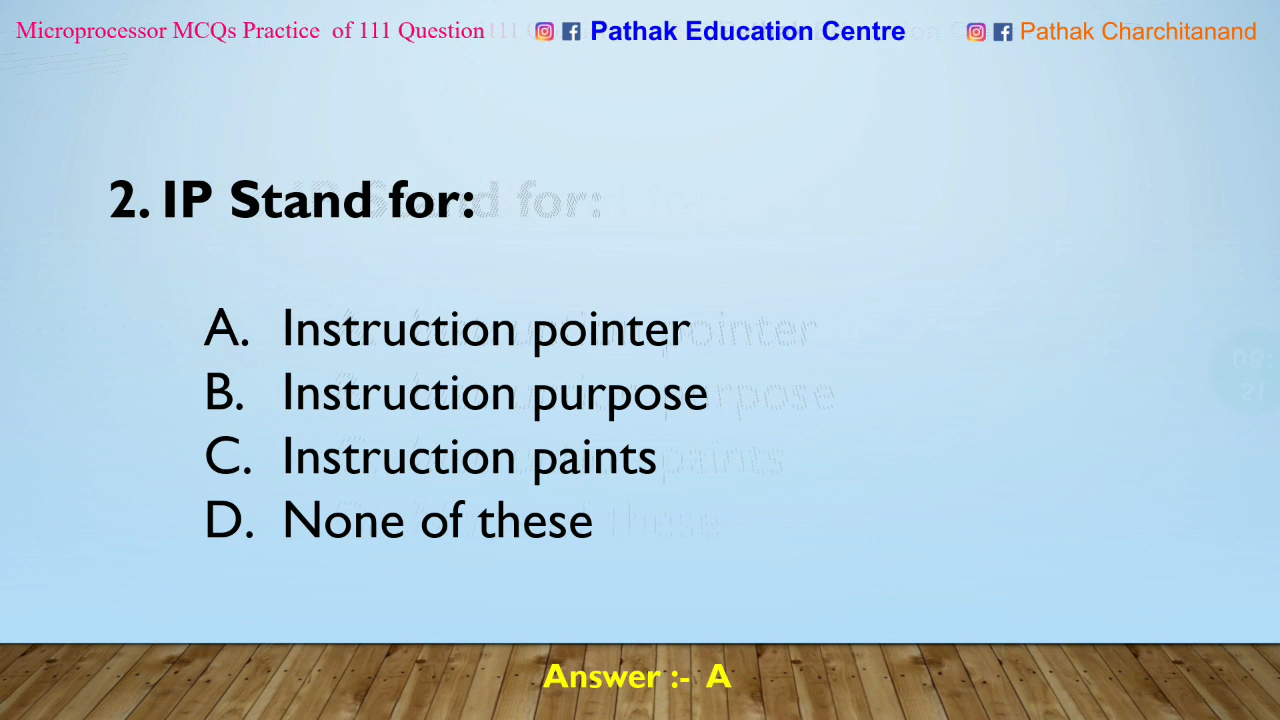 Microprocessor MCQs Practice of 111 Question Pathak Education Centre Pathak Charchitanand
2. IP Stand for:
A. Instruction pointer
B. Instruction purpose
C. Instruction paints
D. None of these
Answer :- A